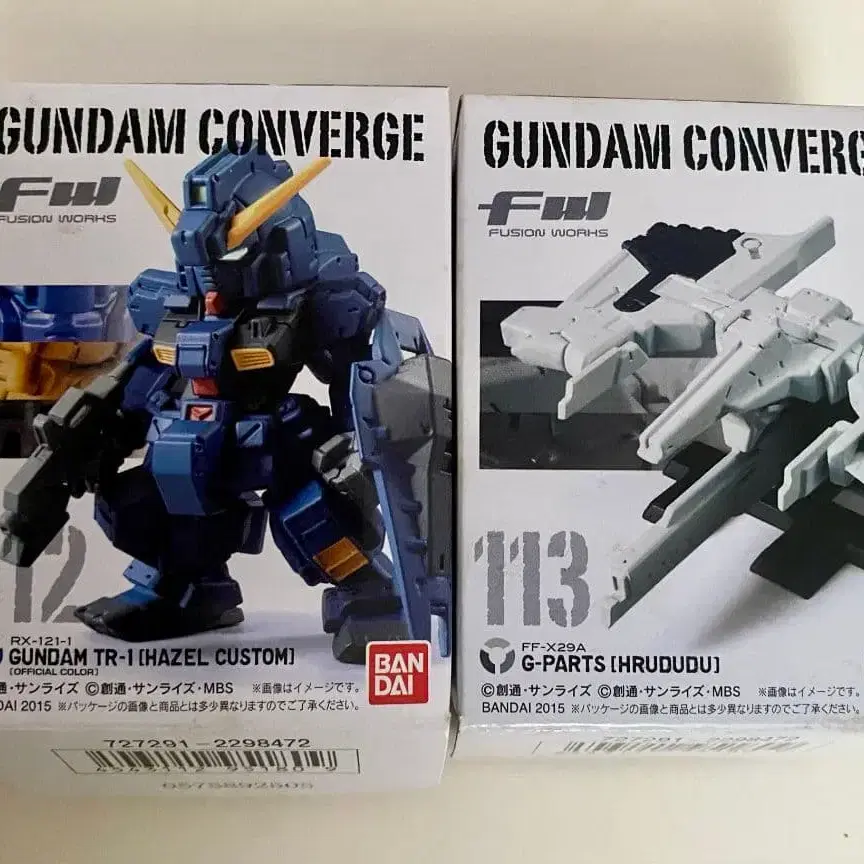 GUNDAM CONVERGE
FW
FUSION WORKS
12
RX-121-1
GUNDAM TR-1 [HAZEL CUSTOM]
[OFFICIAL COLOR]
・サンライズ ©創通・サンライズ・MBS ※画像はイメージです。
DAI 2015 ※パッケージの画像と商品とは多少異なりますのでご了承ください。
BAN
DAI
727291-2298472
GUNDAM CONVERG
FW
FUSION WORKS
113
FF-X29A
G-PARTS [HRUDUDU]
©創通・サンライズ ©創通・サンライズ・MBS ※画像はイメージです。
BANDAI 2015 ※パッケージの画像と商品とは多少異なりますのでご了承ください。
727291-2298472